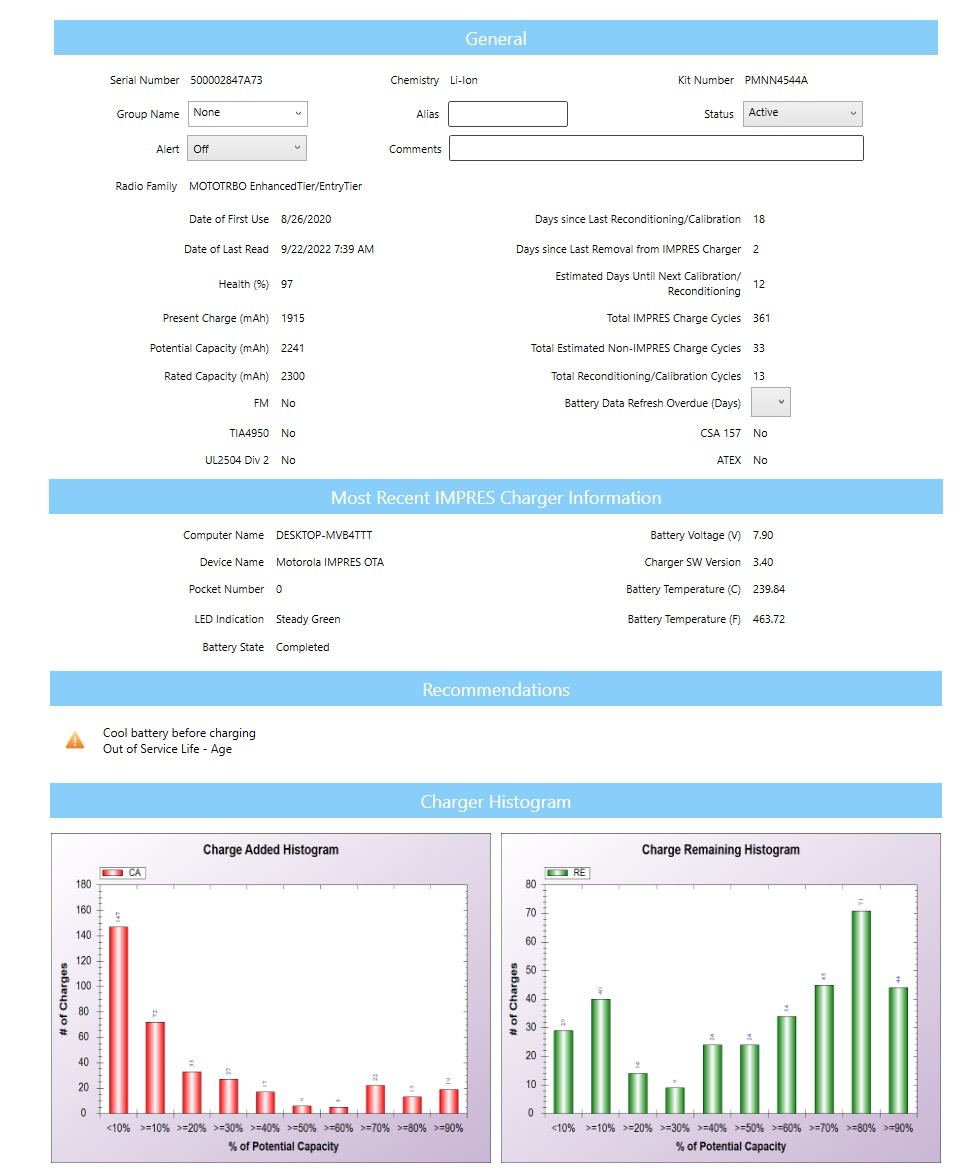 General
Serial Number 500002847A73 Chemistry Li-Ion Kit Number PMNN4544A
Group Name None Alias Status Active
Alert Off Comments
Radio Family MOTOTRBO EnhancedTier/EntryTier
Date of First Use 8/26/2020 Days since Last Reconditioning/Calibration 18
Date of Last Read 9/22/2022 7:39 AM Days since Last Removal from IMPRES Charger 2
Health (%) 97 Estimated Days Until Next Calibration/
Reconditioning 12
Present Charge (mAh) 1915 Total IMPRES Charge Cycles 361
Potential Capacity (mAh) 2241 Total Estimated Non-IMPRES Charge Cycles 33
Rated Capacity (mAh) 2300 Total Reconditioning/Calibration Cycles 13
FM No Battery Data Refresh Overdue (Days)
TIA4950 No CSA 157 No
UL2504 Div 2 No ATEX No
Most Recent IMPRES Charger Information
Computer Name DESKTOP-MVB4TTT Battery Voltage (V) 7.90
Device Name Motorola IMPRES OTA Charger SW Version 3.40
Pocket Number 0 Battery Temperature (C) 239.84
LED Indication Steady Green Battery Temperature (F) 463.72
Battery State Completed
Recommendations
Cool battery before charging
Out of Service Life - Age
Charger Histogram
Charge Added Histogram
CA
180
160
140
120
100
80
60
40
20
0
# of Charges
147
72
33
27
17
22
13
19
<10% >=10% >=20% >=30% >=40% >=50% >=60% >=70% >=80% >=90%
% of Potential Capacity
Charge Remaining Histogram
RE
80
70
60
50
40
30
20
10
0
# of Charges
29
40
14
9
24
24
34
45
71
44
<10% >=10% >=20% >=30% >=40% >=50% >=60% >=70% >=80% >=90%
% of Potential Capacity